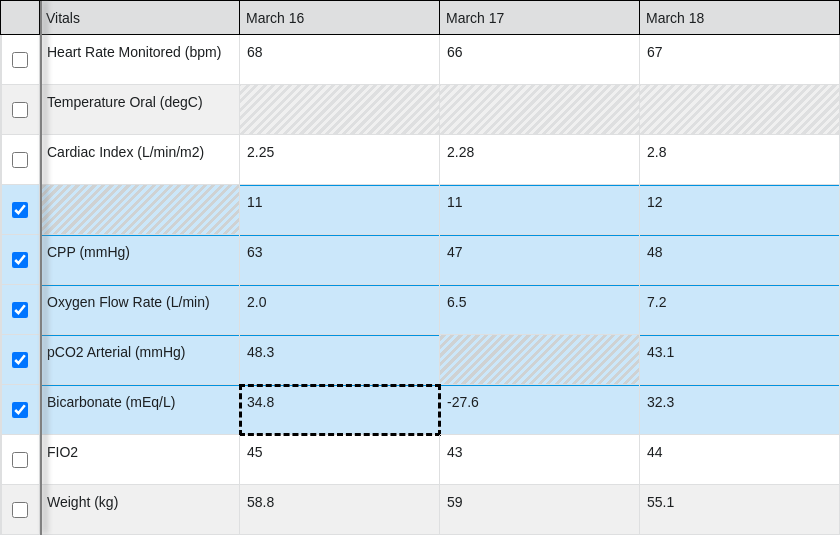 Vitals March 16 March 17 March 18
Heart Rate Monitored (bpm) 68 66 67
Temperature Oral (degC)
Cardiac Index (L/min/m2) 2.25 2.28 2.8
11 11 12
CPP (mmHg) 63 47 48
Oxygen Flow Rate (L/min) 2.0 6.5 7.2
pCO2 Arterial (mmHg) 48.3 43.1
Bicarbonate (mEq/L) 34.8 -27.6 32.3
FIO2 45 43 44
Weight (kg) 58.8 59 55.1